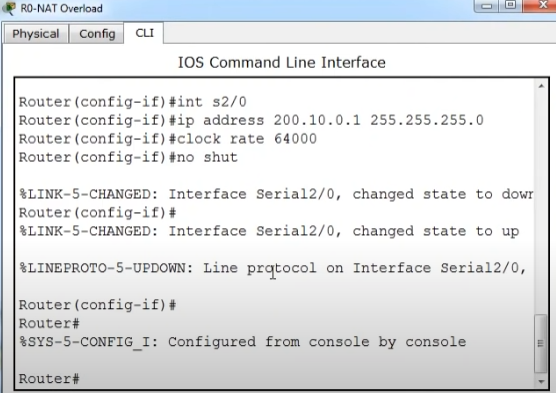 R0-NAT Overload
Physical Config CLI
IOS Command Line Interface
Router(config-if)#int s2/0
Router(config-if)#ip address 200.10.0.1 255.255.255.0
Router(config-if)#clock rate 64000
Router(config-if)#no shut
%LINK-5-CHANGED: Interface Serial2/0, changed state to down
Router(config-if)#
%LINK-5-CHANGED: Interface Serial2/0, changed state to up
%LINEPROTO-5-UPDOWN: Line protocol on Interface Serial2/0,
Router(config-if)#
Router#
%SYS-5-CONFIG_I: Configured from console by console
Router#